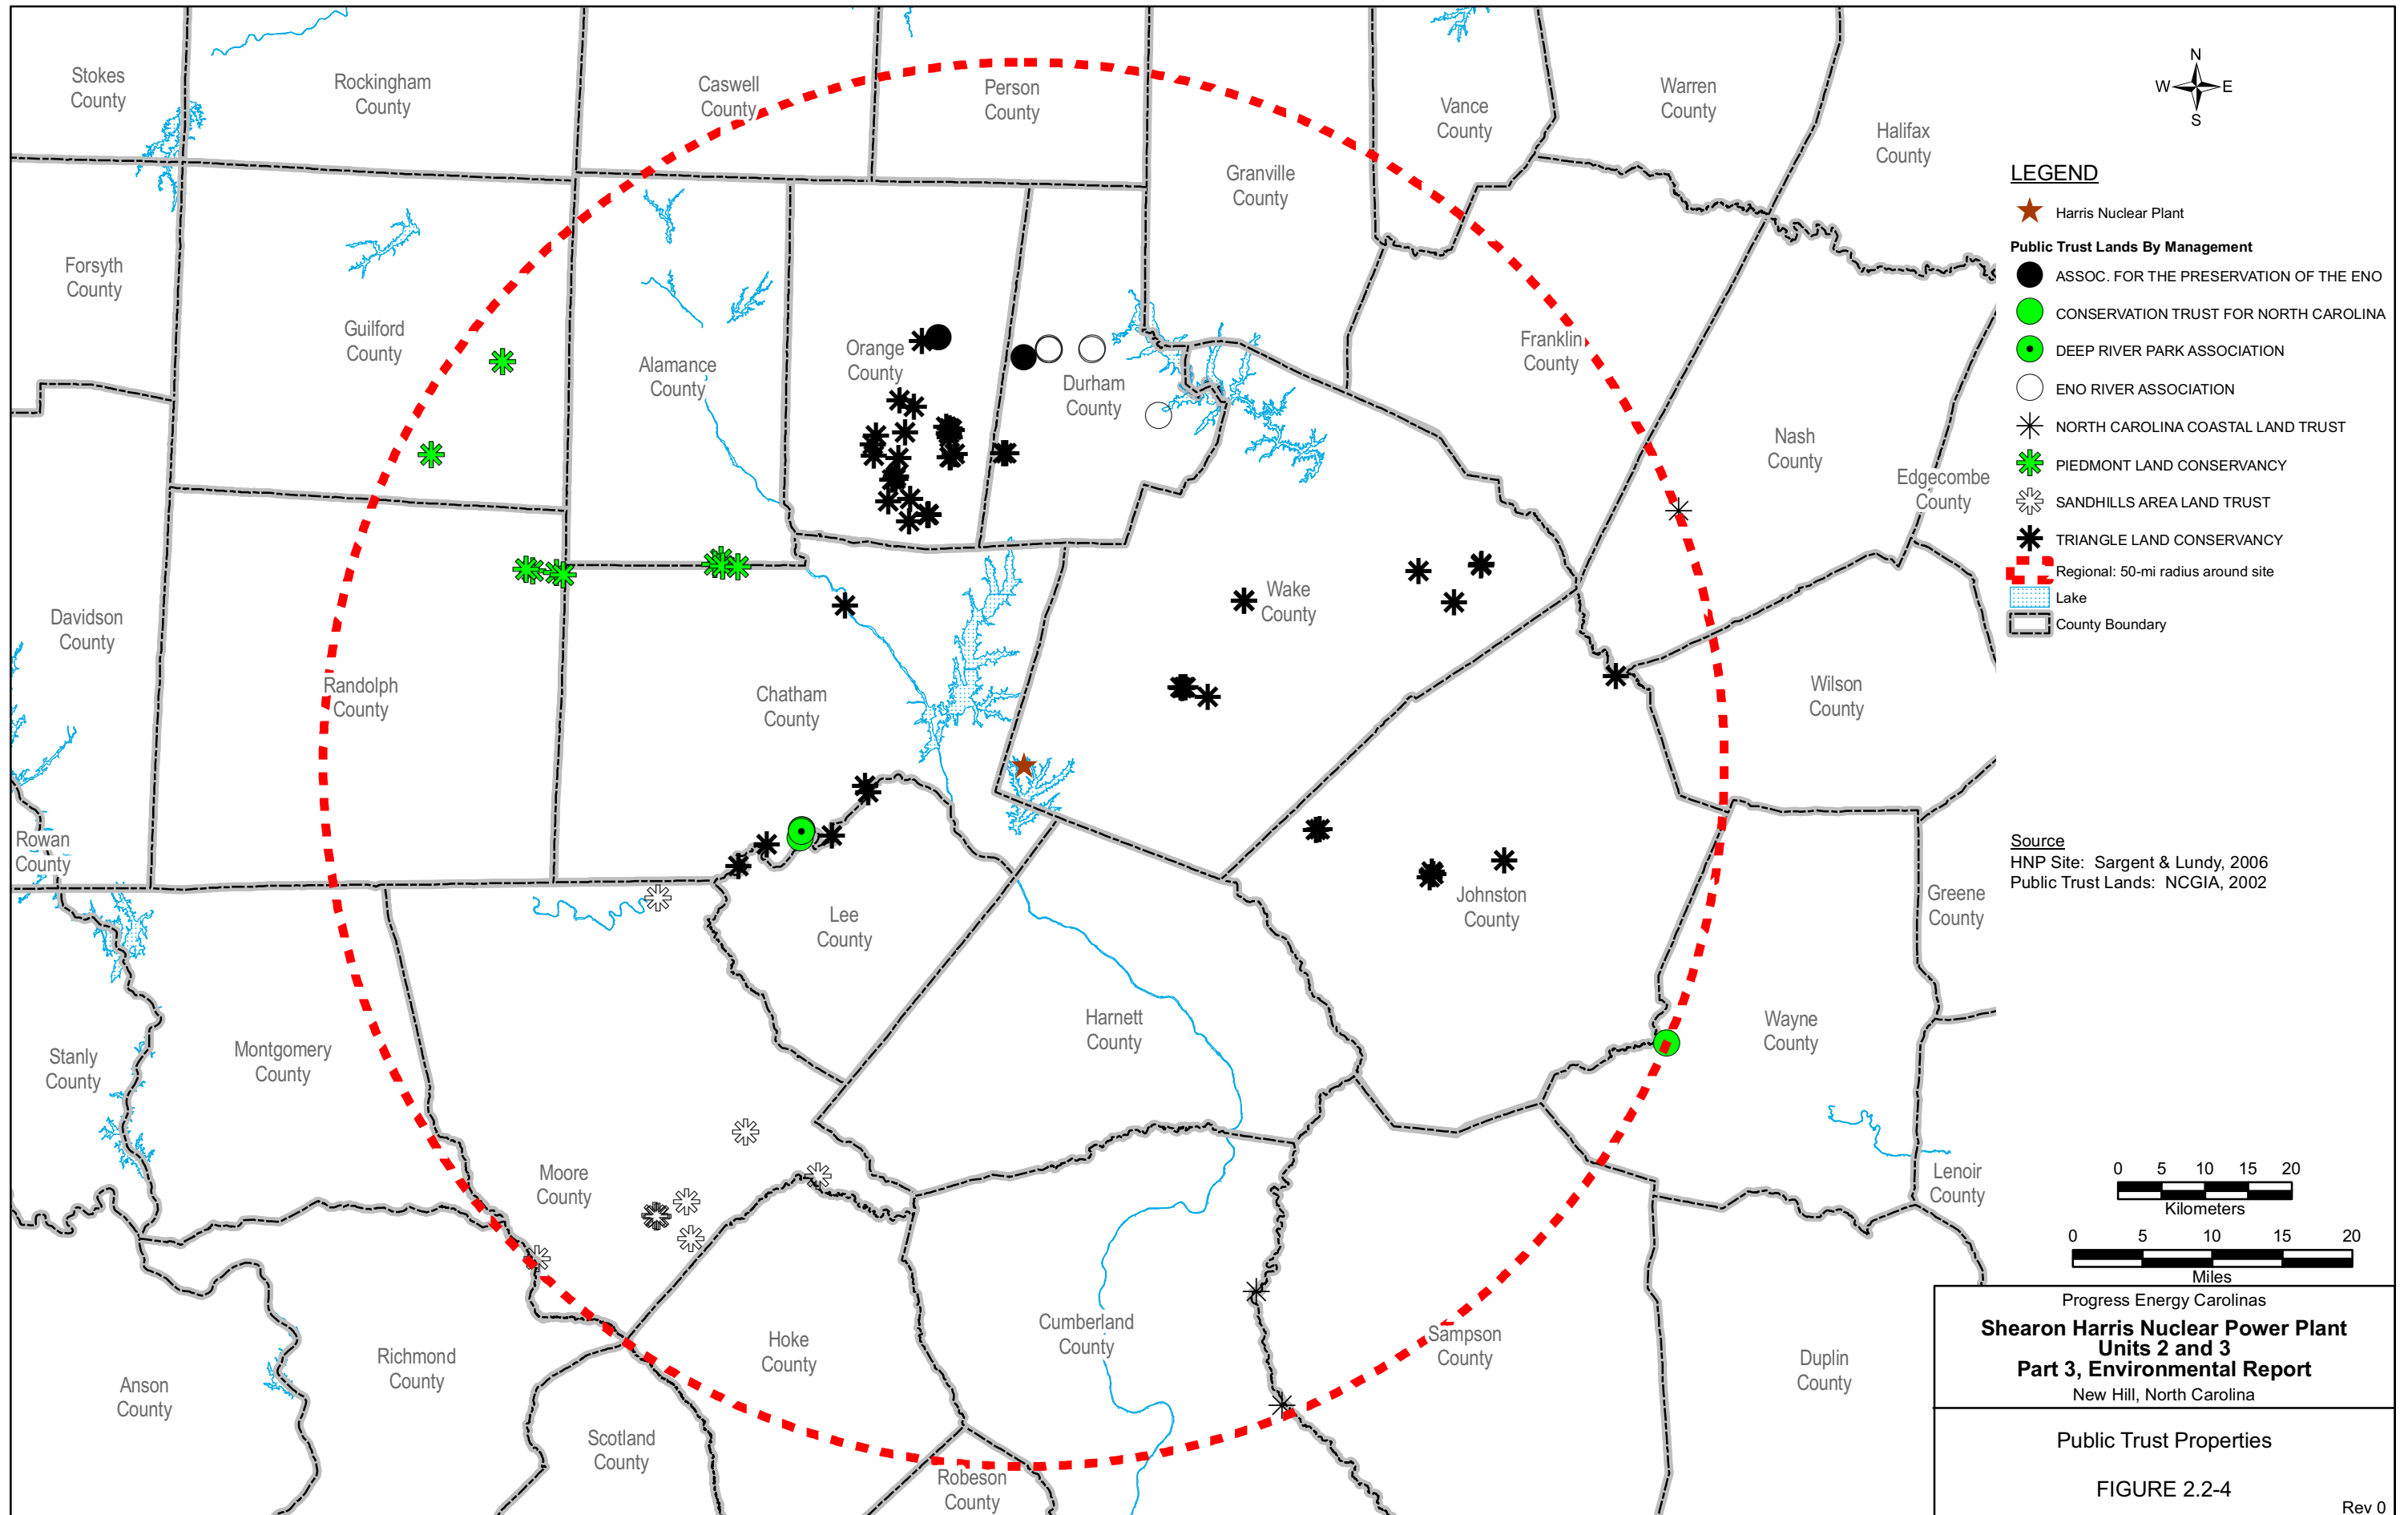 Stokes
County
Rockingham
County
Caswell
County
Person
County
Granville
County
Vance
County
Warren
County
Halifax
County
Forsyth
County
Guilford
County
Alamance
County
Orange
County
Durham
County
Franklin
County
Nash
County
Edgecombe
County
Davidson
County
Randolph
County
Chatham
County
Wake
County
Wilson
County
Rowan
County
Lee
County
Johnston
County
Greene
County
Stanly
County
Montgomery
County
Harnett
County
Wayne
County
Moore
County
Lenoir
County
Anson
County
Richmond
County
Scotland
County
Hoke
County
Cumberland
County
Robeson
County
Sampson
County
Duplin
County
N
W E
S
LEGEND
Harris Nuclear Plant
Public Trust Lands By Management
ASSOC. FOR THE PRESERVATION OF THE ENO
CONSERVATION TRUST FOR NORTH CAROLINA
DEEP RIVER PARK ASSOCIATION
ENO RIVER ASSOCIATION
NORTH CAROLINA COASTAL LAND TRUST
PIEDMONT LAND CONSERVANCY
SANDHILLS AREA LAND TRUST
TRIANGLE LAND CONSERVANCY
Regional: 50-mi radius around site
Lake
County Boundary
Source
HNP Site: Sargent & Lundy, 2006
Public Trust Lands: NCGIA, 2002
0 5 10 15 20
Kilometers
0 5 10 15 20
Miles
Progress Energy Carolinas
Shearon Harris Nuclear Power Plant
Units 2 and 3
Part 3, Environmental Report
New Hill, North Carolina
Public Trust Properties
FIGURE 2.2-4
Rev 0